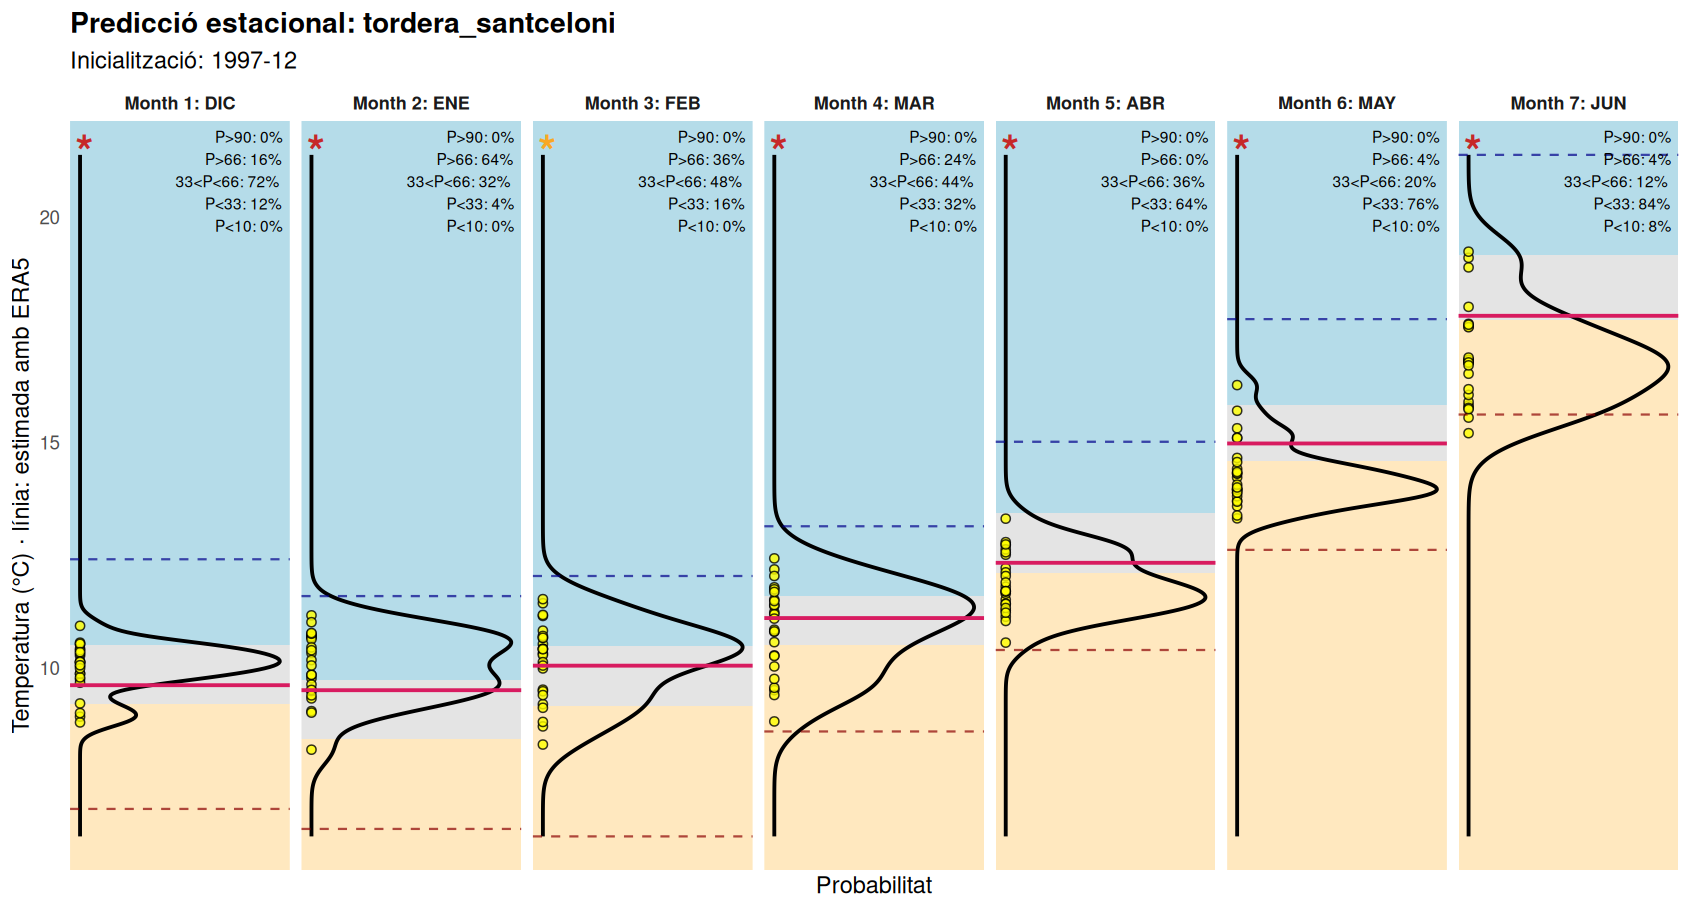 Predicció estacional: tordera_santceloni
Inicialització: 1997-12
Month 1: DIC
Month 2: ENE
Month 3: FEB
Month 4: MAR
Month 5: ABR
Month 6: MAY
Month 7: JUN
*
P>90: 0%
P>66: 16%
33<P<66: 72%
P<33: 12%
P<10: 0%
*
P>90: 0%
P>66: 64%
33<P<66: 32%
P<33: 4%
P<10: 0%
*
P>90: 0%
P>66: 36%
33<P<66: 48%
P<33: 16%
P<10: 0%
*
P>90: 0%
P>66: 24%
33<P<66: 44%
P<33: 32%
P<10: 0%
*
P>90: 0%
P>66: 0%
33<P<66: 36%
P<33: 64%
P<10: 0%
*
P>90: 0%
P>66: 4%
33<P<66: 20%
P<33: 76%
P<10: 0%
*
P>90: 0%
P>66: 4%
33<P<66: 12%
P<33: 84%
P<10: 8%
20
15
10
Temperatura (°C) · línia: estimada amb ERA5
Probabilitat